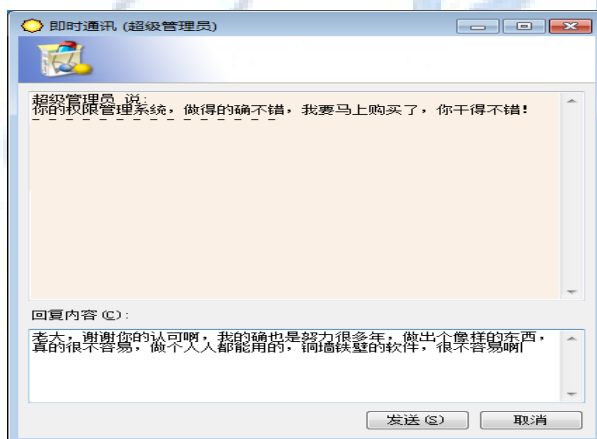 即时通讯 (超级管理员)
超级管理员 说:
你的权限管理系统，做得的确不错，我要马上购买了，你干得不错!
- - - - - - - - - - - - - - - - - -
回复内容(C):
老大，谢谢你的认可啊，我的确也是努力很多年，做出个像样的东西，
真的很不容易，做个人人都能用的，铜墙铁壁的软件，很不容易啊
发送(S)
取消